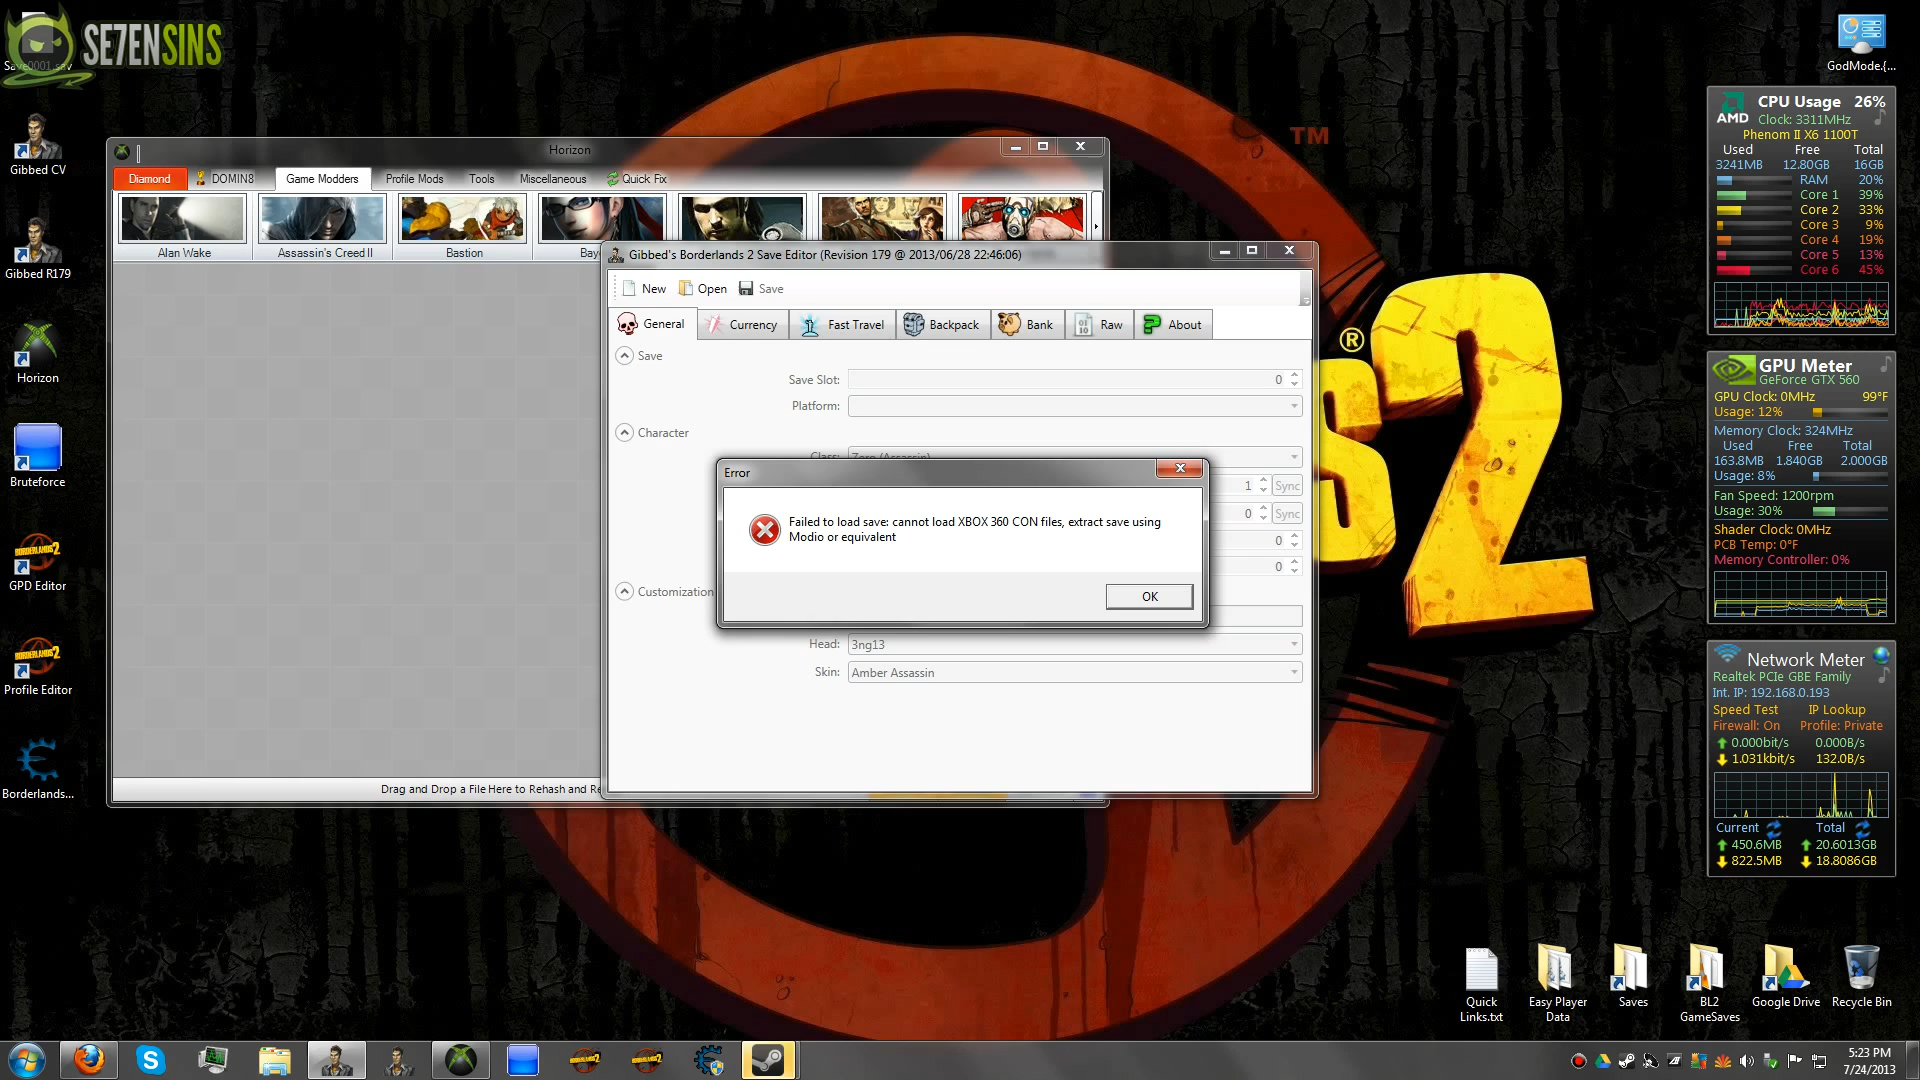 SE7ENSINS
Save0001.sav
Gibbed CV
Gibbed R179
Horizon
Bruteforce
BORDERLANDS 2
GPD Editor
BORDERLANDS 2
Profile Editor
Borderlands...
Horizon
Diamond
DOMIN8
Game Modders
Profile Mods
Tools
Miscellaneous
Quick Fix
Alan Wake
Assassin's Creed II
Bastion
Bay
Drag and Drop a File Here to Rehash and Re
Gibbed's Borderlands 2 Save Editor (Revision 179 @ 2013/06/28 22:46:06)
New
Open
Save
General
Currency
Fast Travel
Backpack
Bank
Raw
About
Save
Save Slot:
0
Platform:
Character
Class:
Zero (Assassin)
1
Sync
0
Sync
0
0
Customization
Head:
3ng13
Skin:
Amber Assassin
Error
Failed to load save: cannot load XBOX 360 CON files, extract save using
Modio or equivalent
OK
TM
®
S2
GodMode.{...
AMD
CPU Usage 26%
Clock: 3311MHz
Phenom II X6 1100T
Used Free Total
3241MB 12.80GB 16GB
RAM 20%
Core 1 39%
Core 2 33%
Core 3 9%
Core 4 19%
Core 5 13%
Core 6 45%
GPU Meter
GeForce GTX 560
GPU Clock: 0MHz 99°F
Usage: 12%
Memory Clock: 324MHz
Used Free Total
163.8MB 1.840GB 2.000GB
Usage: 8%
Fan Speed: 1200rpm
Usage: 30%
Shader Clock: 0MHz
PCB Temp: 0°F
Memory Controller: 0%
Network Meter
Realtek PCIe GBE Family
Int. IP: 192.168.0.193
Speed Test IP Lookup
Firewall: On Profile: Private
0.000bit/s 0.000B/s
1.031kbit/s 132.0B/s
Current Total
450.6MB 20.6013GB
822.5MB 18.8086GB
Quick
Links.txt
Easy Player
Data
Saves
BL2
GameSaves
Google Drive
Recycle Bin
5:23 PM
7/24/2013